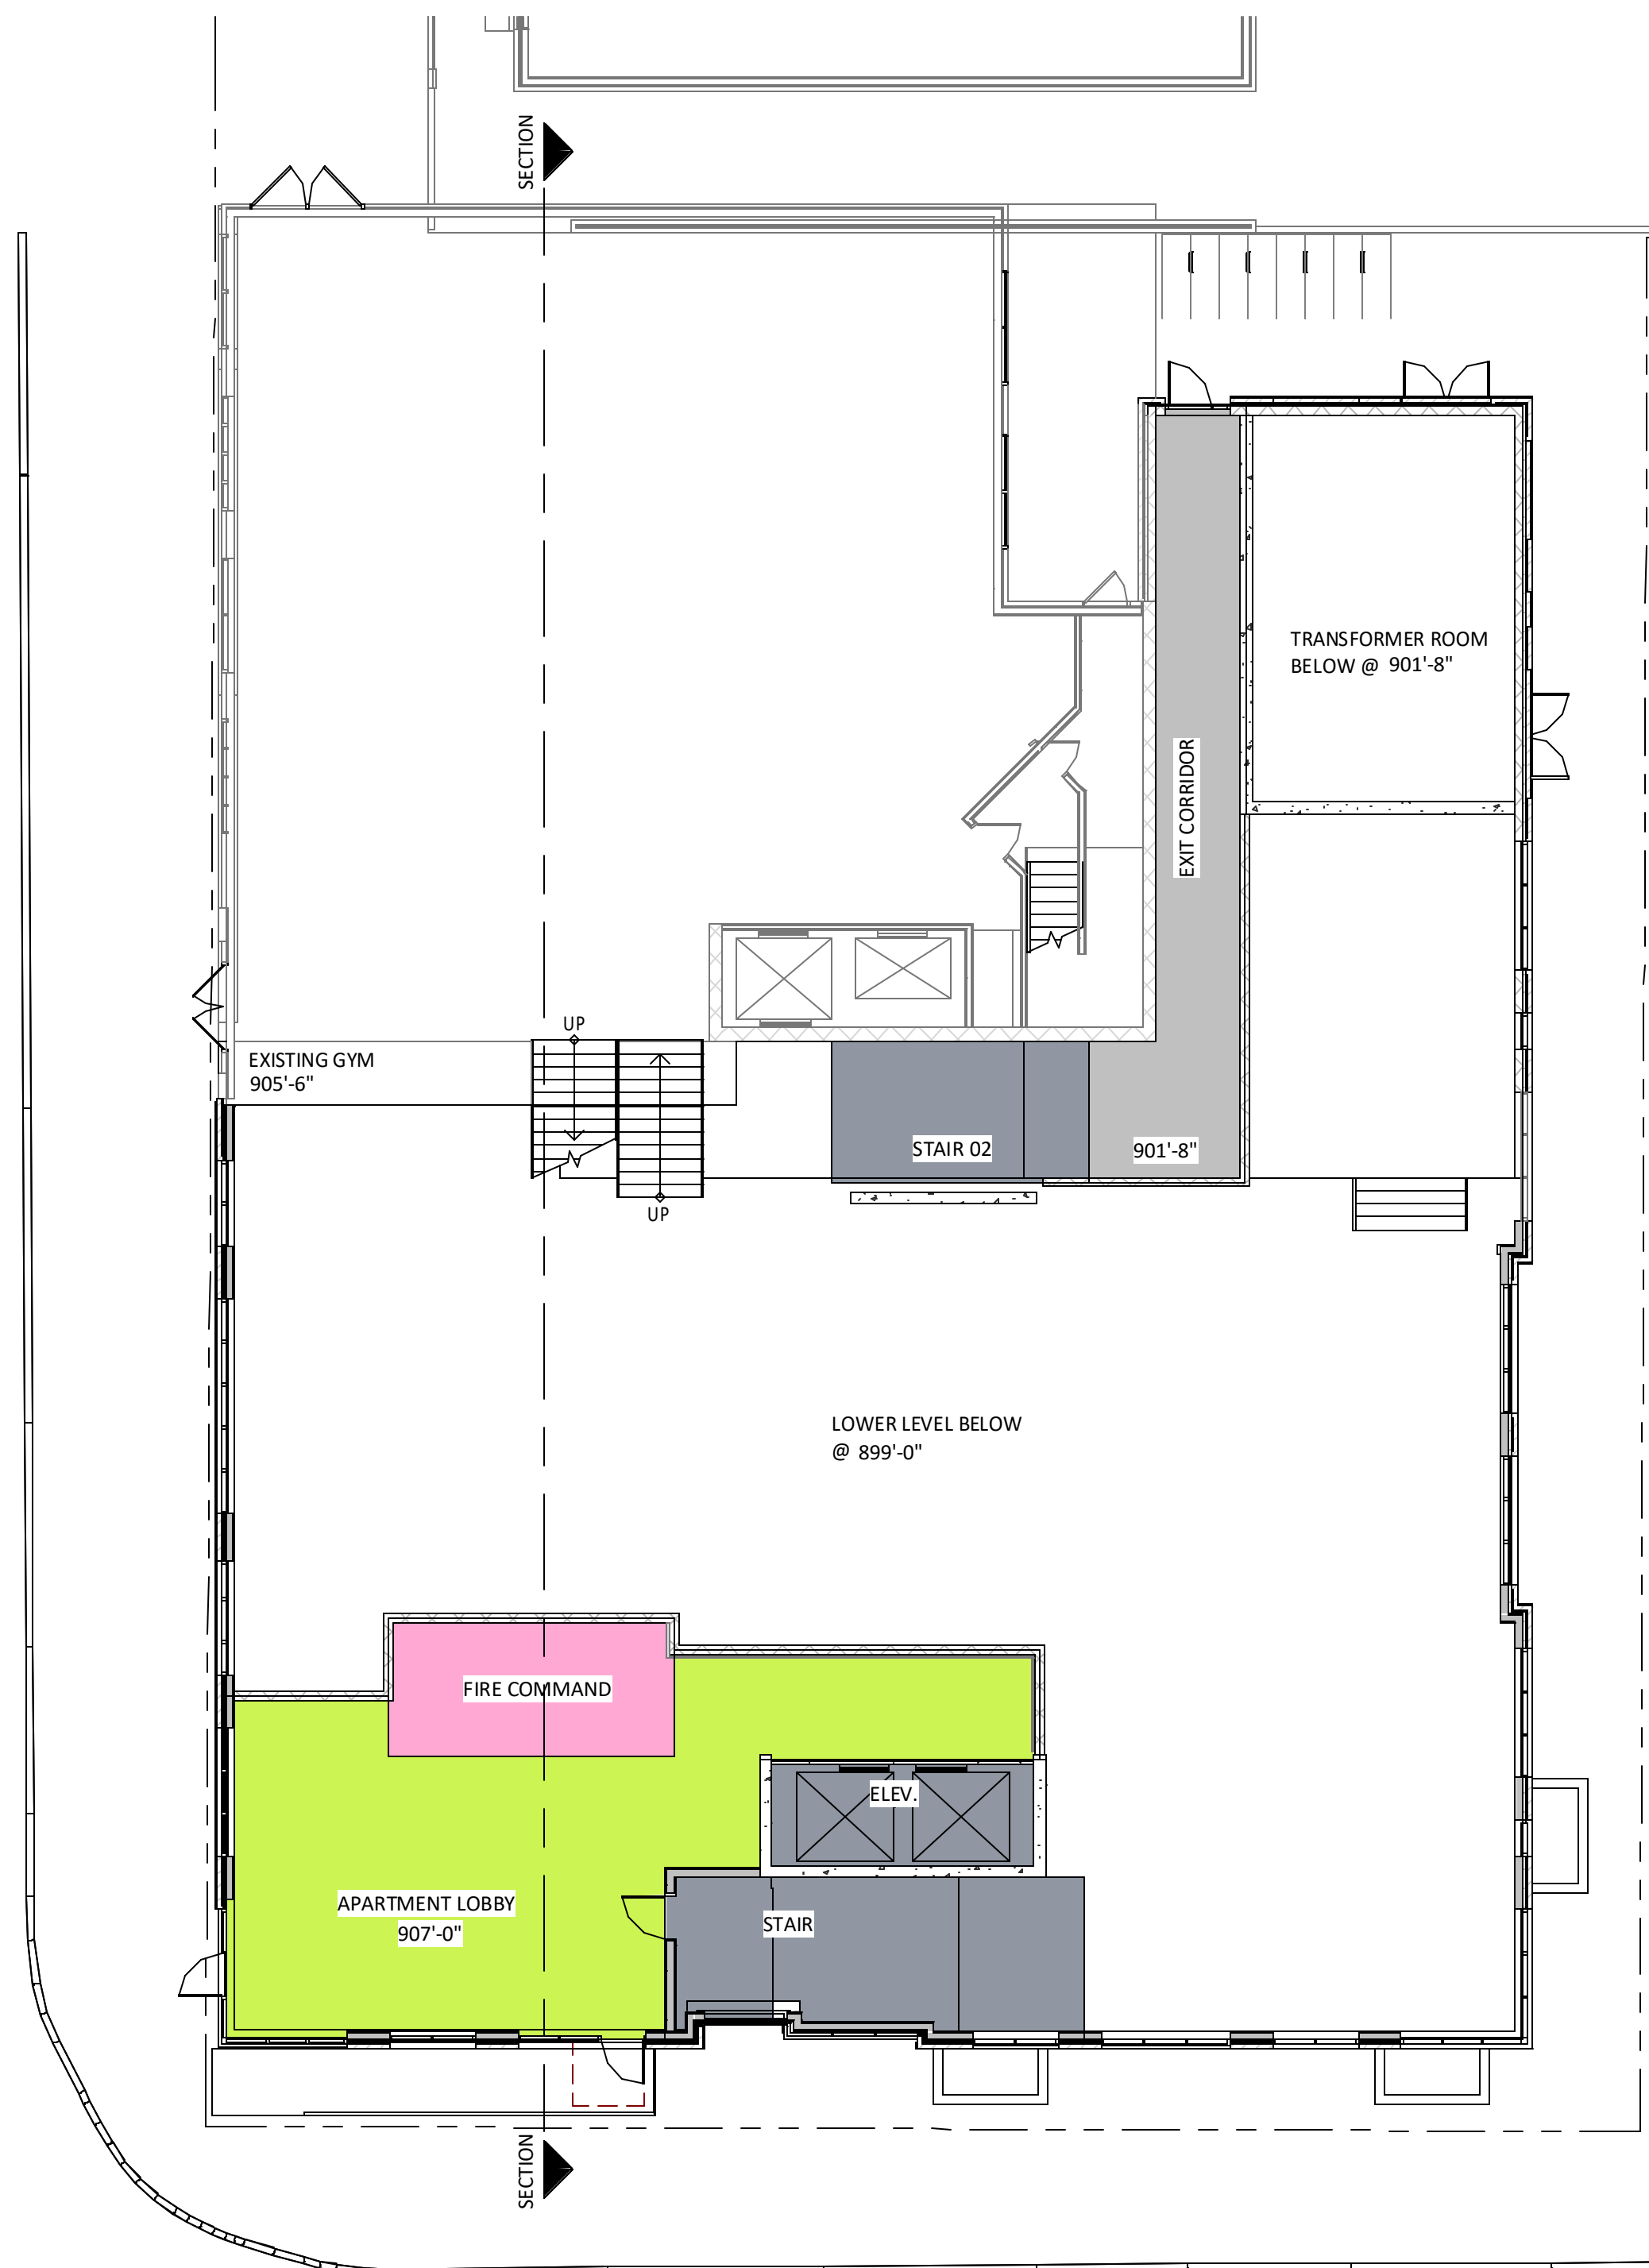 SECTION
TRANSFORMER ROOM
BELOW @ 901'-8"
EXIT CORRIDOR
UP
EXISTING GYM
905'-6"
STAIR 02
901'-8"
UP
LOWER LEVEL BELOW
@ 899'-0"
FIRE COMMAND
ELEV.
APARTMENT LOBBY
907'-0"
STAIR
SECTION